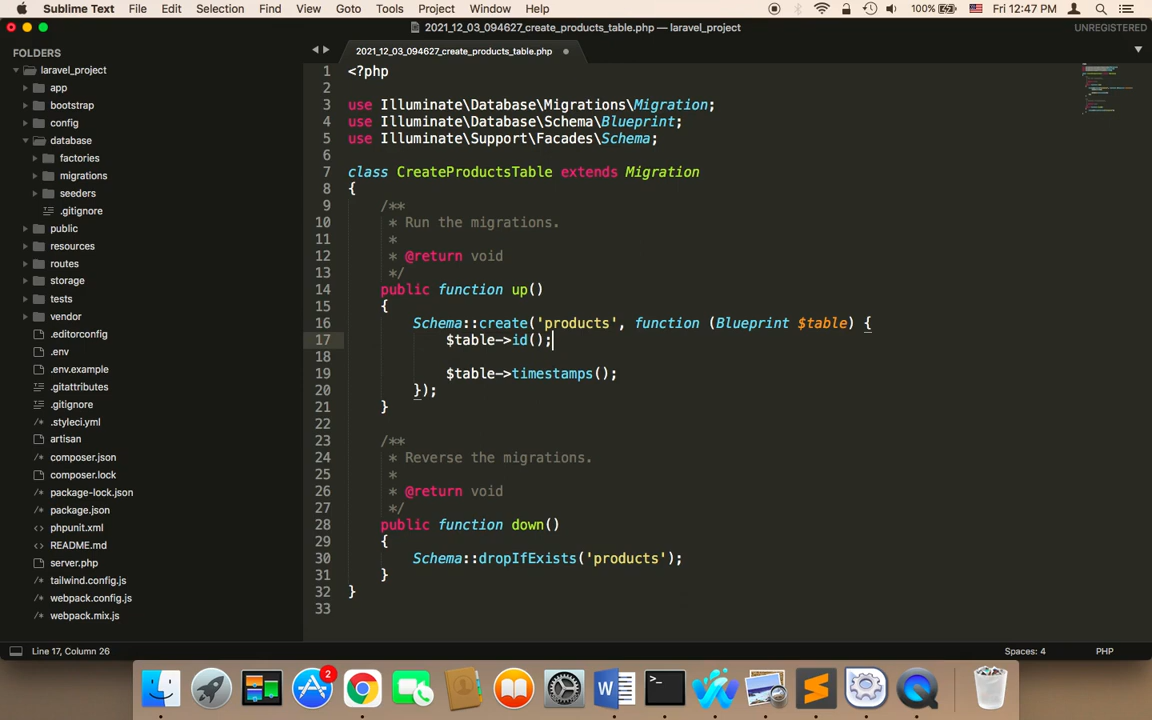 Sublime Text File Edit Selection Find View Goto Tools Project Window Help 100% Fri 12:47 PM
2021_12_03_094627_create_products_table.php — laravel_project UNREGISTERED
FOLDERS
laravel_project
app
bootstrap
config
database
factories
migrations
seeders
.gitignore
public
resources
routes
storage
tests
vendor
.editorconfig
.env
.env.example
.gitattributes
.gitignore
.styleci.yml
artisan
composer.json
composer.lock
package-lock.json
package.json
phpunit.xml
README.md
server.php
tailwind.config.js
webpack.config.js
webpack.mix.js
2021_12_03_094627_create_products_table.php
1 <?php
2
3 use Illuminate\Database\Migrations\Migration;
4 use Illuminate\Database\Schema\Blueprint;
5 use Illuminate\Support\Facades\Schema;
6
7 class CreateProductsTable extends Migration
8 {
9 /**
10 * Run the migrations.
11 *
12 * @return void
13 */
14 public function up()
15 {
16 Schema::create('products', function (Blueprint $table) {
17 $table->id();
18
19 $table->timestamps();
20 });
21 }
22
23 /**
24 * Reverse the migrations.
25 *
26 * @return void
27 */
28 public function down()
29 {
30 Schema::dropIfExists('products');
31 }
32 }
33
Line 17, Column 26 Spaces: 4 PHP
2